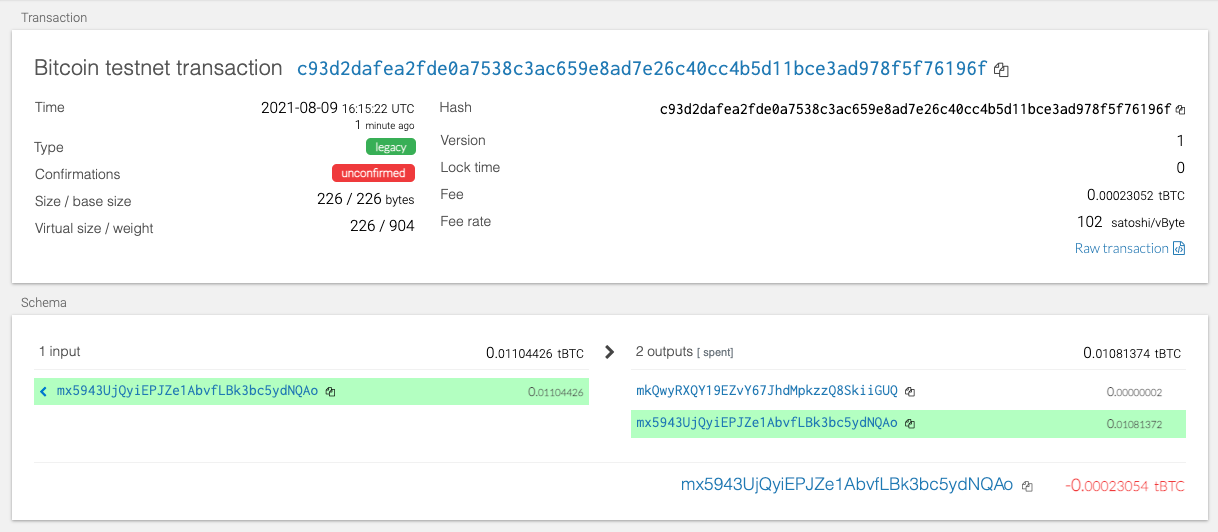 Transaction
Bitcoin testnet transaction c93d2dafea2fde0a7538c3ac659e8ad7e26c40cc4b5d11bce3ad978f5f76196f
Time 2021-08-09 16:15:22 UTC
1 minute ago
Type legacy
Confirmations unconfirmed
Size / base size 226 / 226 bytes
Virtual size / weight 226 / 904
Hash c93d2dafea2fde0a7538c3ac659e8ad7e26c40cc4b5d11bce3ad978f5f76196f
Version 1
Lock time 0
Fee 0.00023052 tBTC
Fee rate 102 satoshi/vByte
Raw transaction
Schema
1 input 0.01104426 tBTC
mx5943UjQyiEPJZe1AbvfLBk3bc5ydNQAo 0.01104426
2 outputs [ spent] 0.01081374 tBTC
mkQwyRXQY19EZvY67JhdMpkzzQ8SkiiGUQ 0.00000002
mx5943UjQyiEPJZe1AbvfLBk3bc5ydNQAo 0.01081372
mx5943UjQyiEPJZe1AbvfLBk3bc5ydNQAo -0.00023054 tBTC